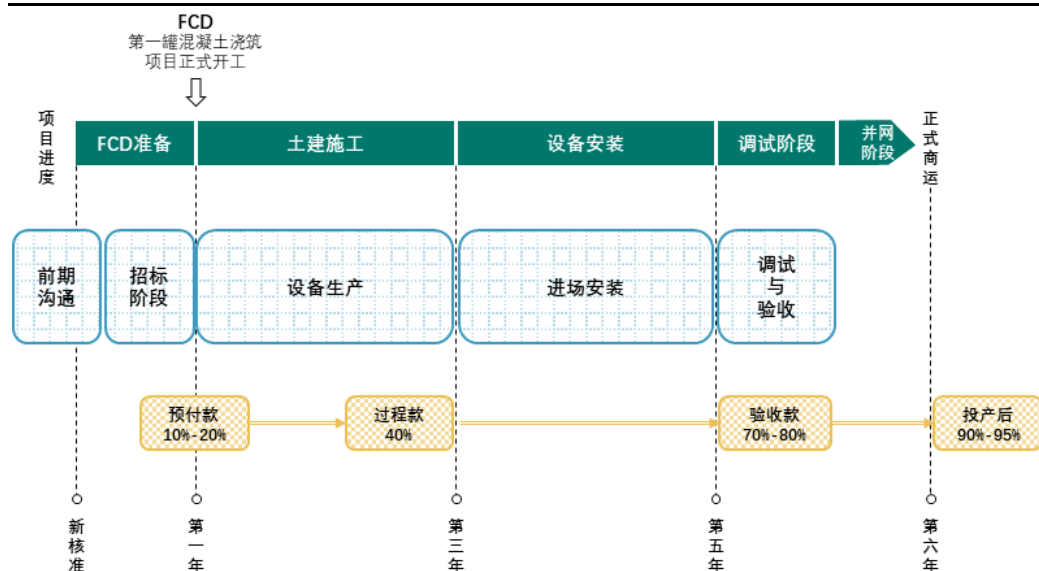 FCD
第一罐混凝土浇筑
项目正式开工
项目进度
FCD准备
土建施工
设备安装
调试阶段
并网
阶段
正式商运
前期
沟通
招标
阶段
设备生产
进场安装
调试
与
验收
预付款
10%-20%
过程款
40%
验收款
70%-80%
投产后
90%-95%
新核准
第一年
第三年
第五年
第六年